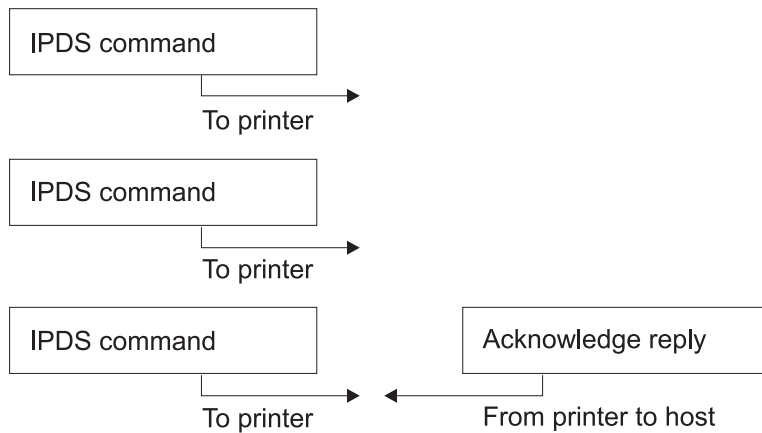 IPDS command
To printer
IPDS command
To printer
IPDS command
Acknowledge reply
To printer
From printer to host